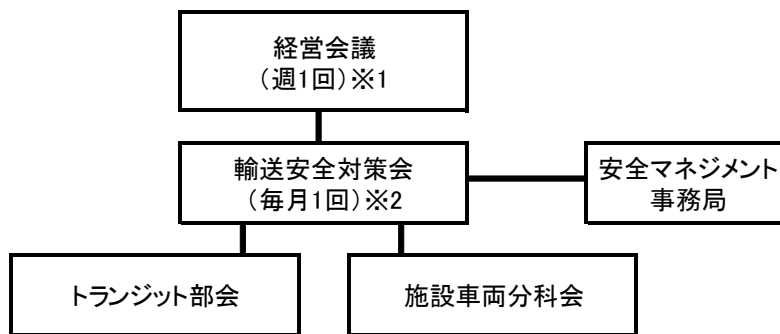 経営会議
（週1回）※1
輸送安全対策会
（毎月1回）※2
安全マネジメント
事務局
トランジット部会
施設車両分科会